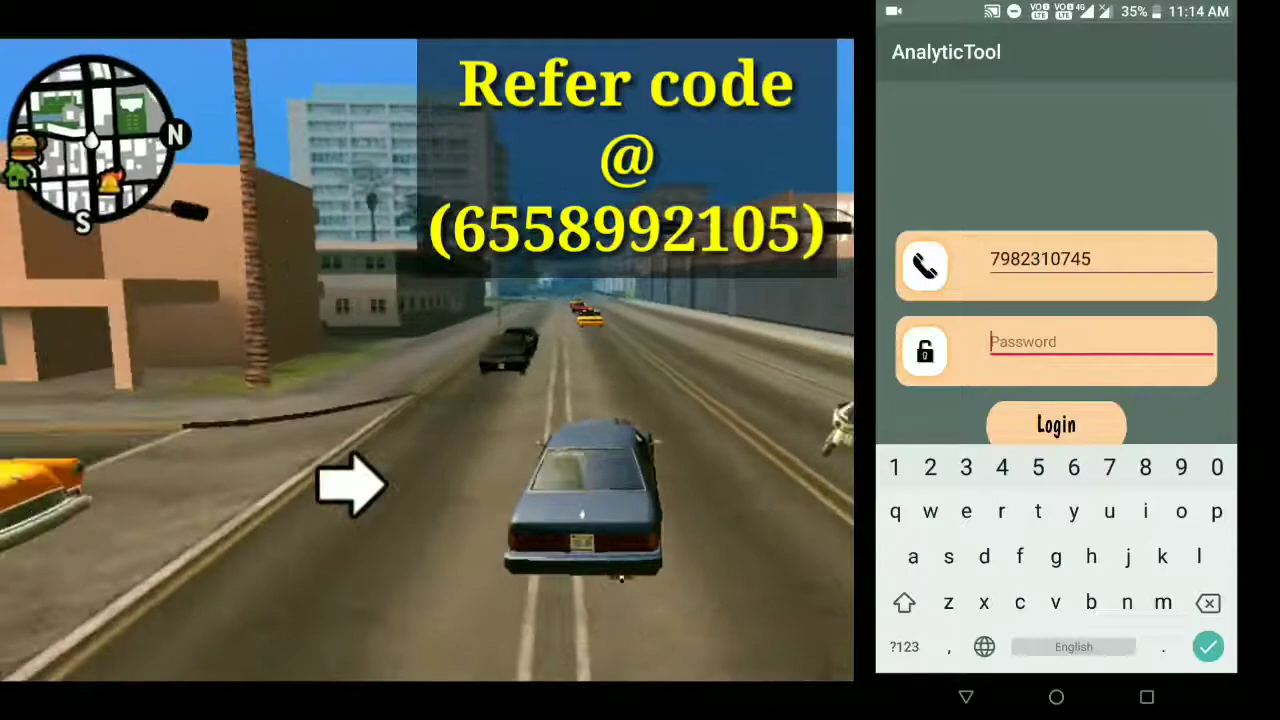 Refer code
@
(6558992105)
N
S
35% 11:14 AM
AnalyticTool
7982310745
Password
Login
1 2 3 4 5 6 7 8 9 0
q w e r t y u i o p
a s d f g h j k l
z x c v b n m
?123 , English .